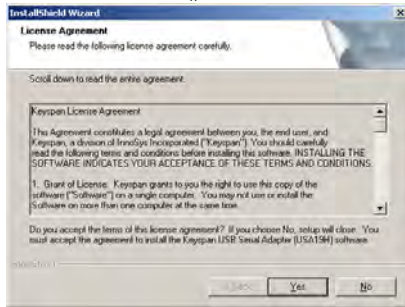 InstallShield Wizard
License Agreement
Please read the following license agreement carefully.
Scroll down to read the entire agreement.
Keyspan License Agreement
This Agreement constitutes a legal agreement between you, the end user, and
Keyspan, a division of InnoSys Incorporated ("Keyspan"). You should carefully
read the following terms and conditions before installing this software. INSTALLING THE
SOFTWARE INDICATES YOUR ACCEPTANCE OF THESE TERMS AND CONDITIONS.
1. Grant of License. Keyspan grants to you the right to use this copy of the
software ("Software") on a single computer. You may not use or install the
Software on more than one computer at the same time.
Do you accept the terms of this license agreement? If you choose No, setup will close. You
must accept the agreement to install the Keyspan USB Serial Adapter (USA19H) software.
InstallShield
< Back
Yes
No